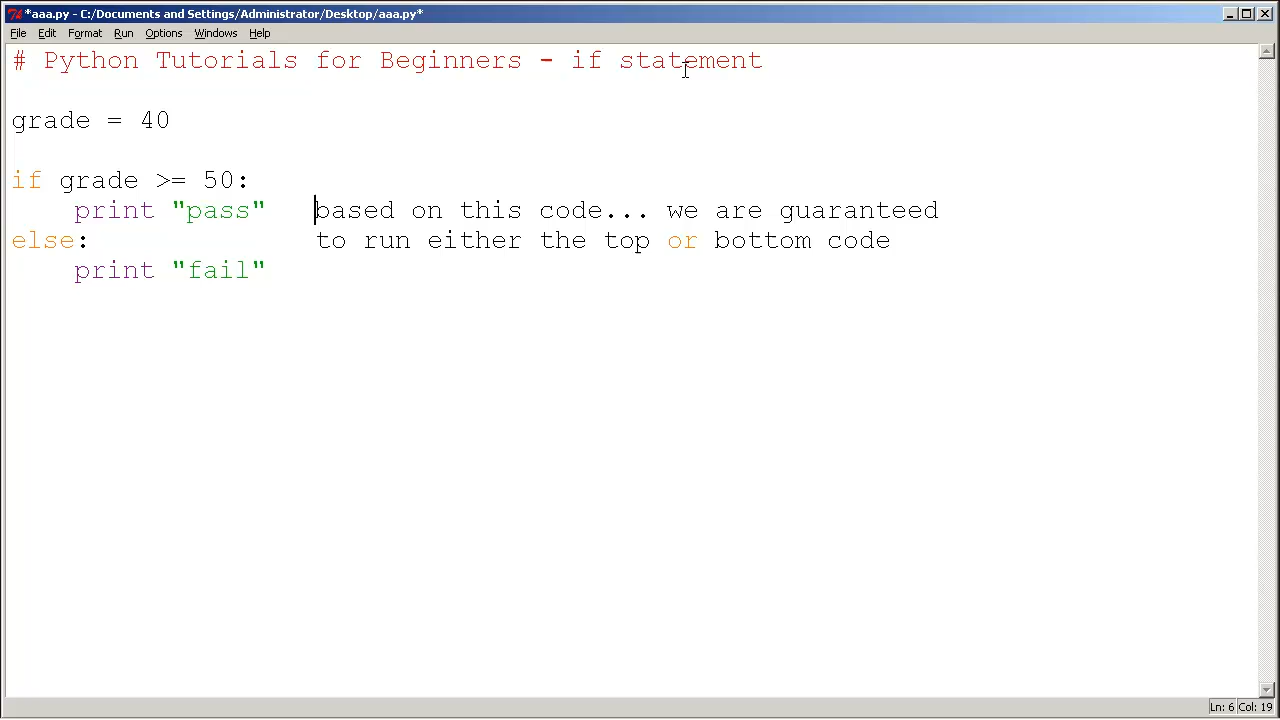 *aaa.py - C:/Documents and Settings/Administrator/Desktop/aaa.py*
File Edit Format Run Options Windows Help
# Python Tutorials for Beginners - if statement
grade = 40
if grade >= 50:
print "pass" based on this code... we are guaranteed
else: to run either the top or bottom code
print "fail"
Ln: 6 Col: 19